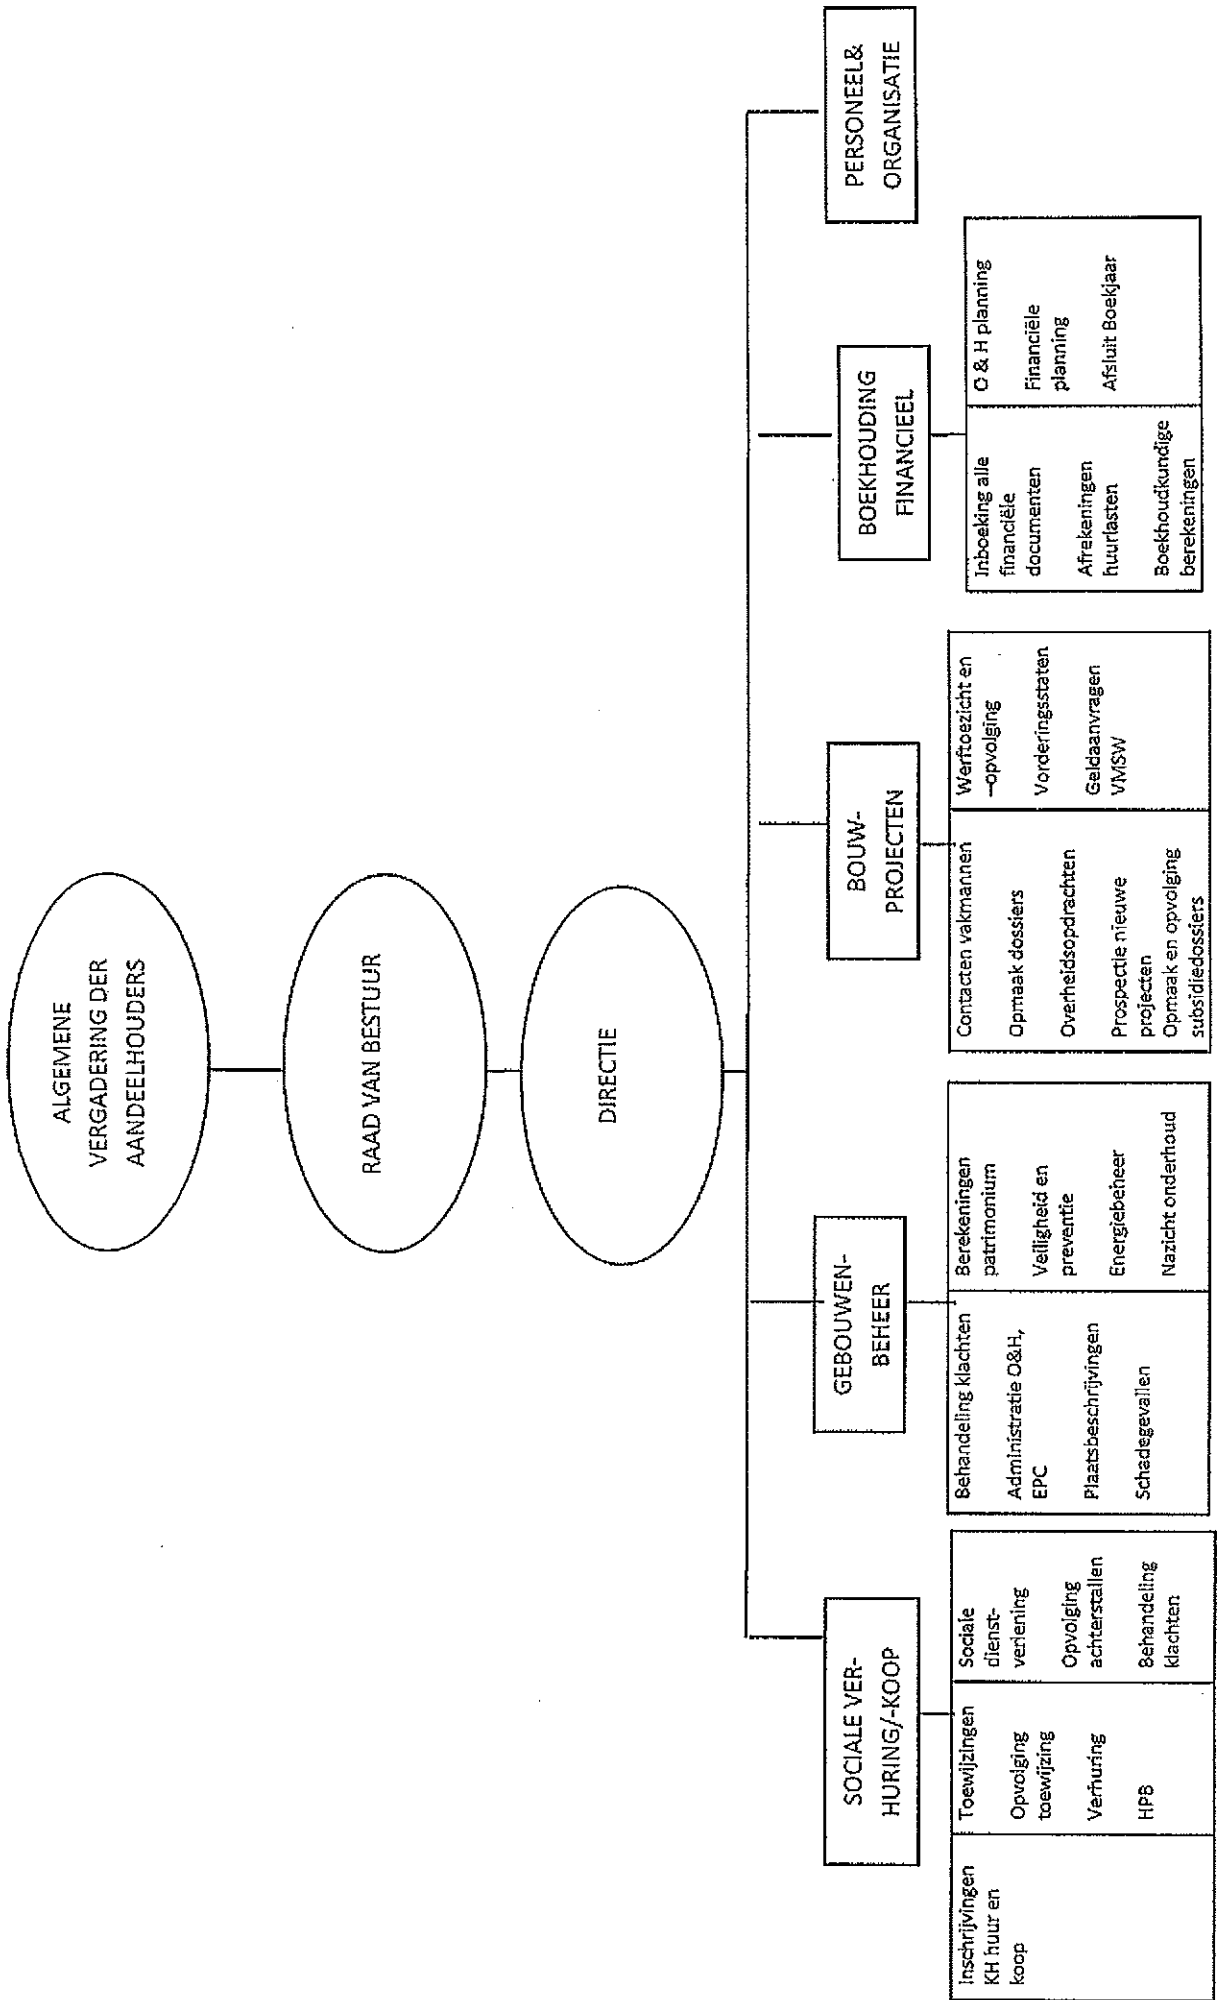 ALGEMENE
VERGADERING DER
AANDEELHOUDERS
RAAD VAN BESTUUR
DIRECTIE
SOCIALE VER-
HURING/-KOOP
GEBOUWEN-
BEHEER
BOUW-
PROJECTEN
BOEKHOUDING
FINANCIEEL
PERSONEEL&
ORGANISATIE
Inschrijvingen
KH huur en
koop
Toewijzingen
Opvolging
toewijzing
Verhuring
HPB
Sociale
dienst-
verlening
Opvolging
achterstallen
Behandeling
klachten
Behandeling klachten
Administratie O&H,
EPC
Plaatsbeschrijvingen
Schadegevallen
Berekeningen
patrimonium
Veiligheid en
preventie
Energiebeheer
Nazicht onderhoud
Contacten vakmannen
Opmaak dossiers
Overheidsopdrachten
Prospectie nieuwe
projecten
Opmaak en opvolging
subsidiedossiers
Werftoezicht en
–opvolging
Vorderingsstaten
Geldaanvragen
VMSW
Inboeking alle
financiële
documenten
Afrekeningen
huurlasten
Boekhoudkundige
berekeningen
O & H planning
Financiële
planning
Afsluit Boekjaar